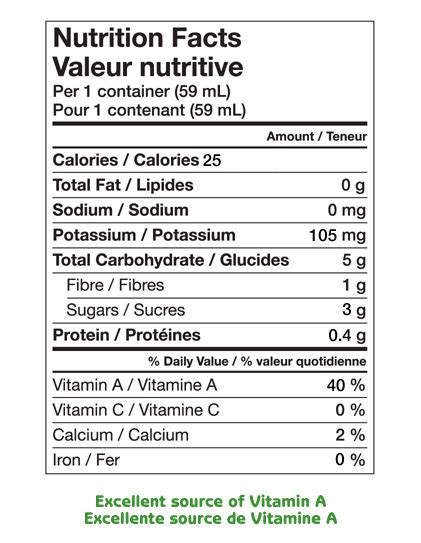 Nutrition Facts
Valeur nutritive
Per 1 container (59 mL)
Pour 1 contenant (59 mL)
Amount / Teneur
Calories / Calories 25
Total Fat / Lipides 0 g
Sodium / Sodium 0 mg
Potassium / Potassium 105 mg
Total Carbohydrate / Glucides 5 g
Fibre / Fibres 1 g
Sugars / Sucres 3 g
Protein / Protéines 0.4 g
% Daily Value / % valeur quotidienne
Vitamin A / Vitamine A 40 %
Vitamin C / Vitamine C 0 %
Calcium / Calcium 2 %
Iron / Fer 0 %
Excellent source of Vitamin A
Excellente source de Vitamine A